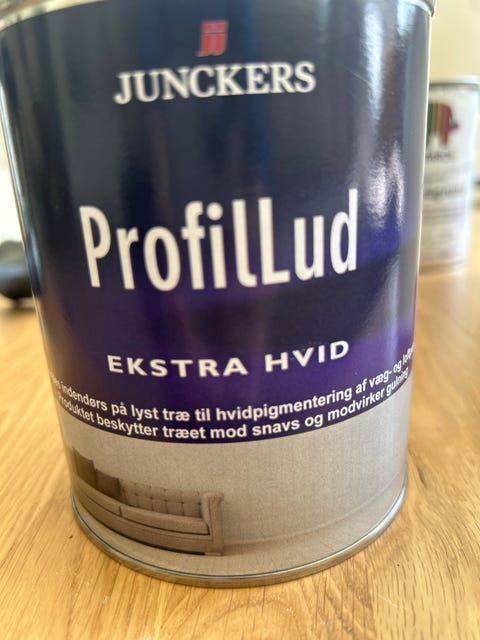 JUNCKERS
ProfilLud
EKSTRA HVID
indendørs på lyst træ til hvidpigmentering af væg- og
Produktet beskytter træet mod snavs og modvirker gulning